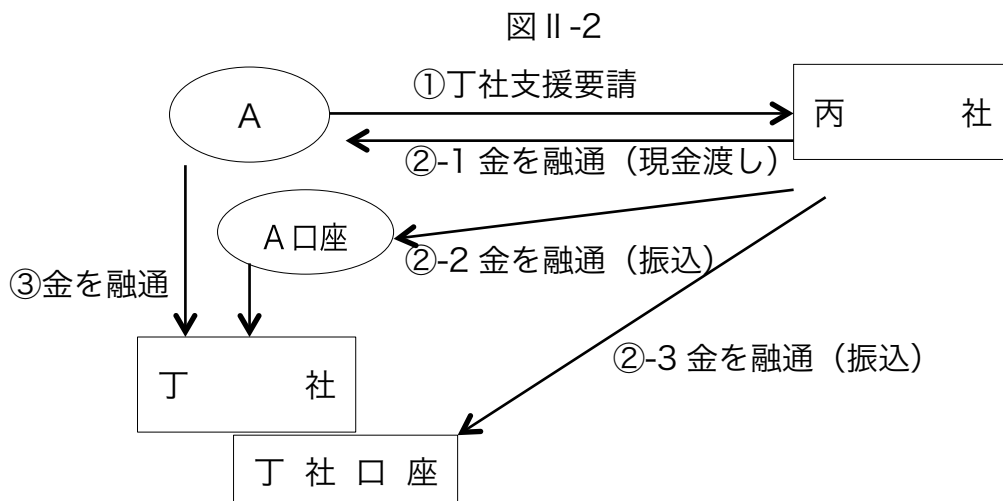 図Ⅱ-2
①丁社支援要請
A
丙　社
②-1 金を融通（現金渡し）
A口座
②-2 金を融通（振込）
③金を融通
②-3 金を融通（振込）
丁　社
丁 社 口 座